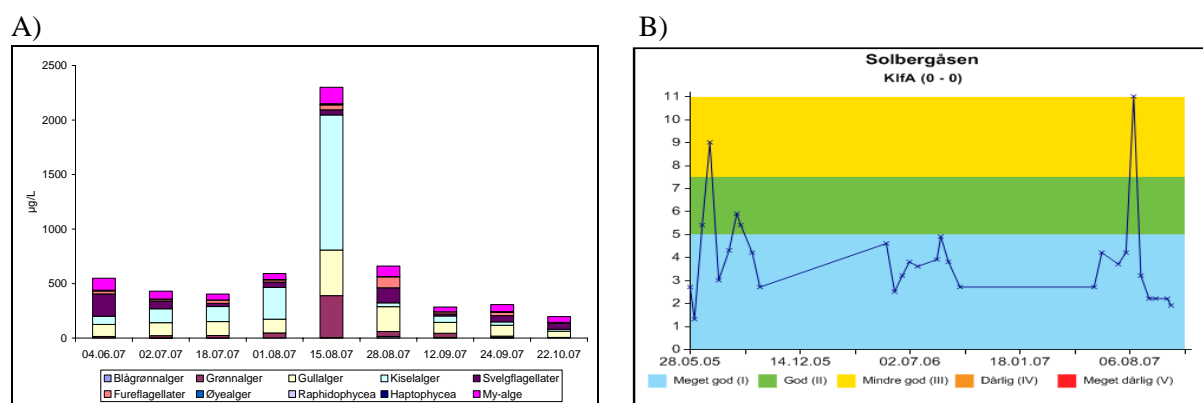 A)
2500
2000
1500
1000
500
0
µg/L
04.06.07 02.07.07 18.07.07 01.08.07 15.08.07 28.08.07 12.09.07 24.09.07 22.10.07
Blågrønnalger Grønnalger Gullalger Kiselalger Svelgflagellater
Fureflagellater Øyealger Raphidophycea Haptophycea My-alge
B)
Solbergåsen
KlfA (0 - 0)
11
10
9
8
7
6
5
4
3
2
1
0
28.05.05 14.12.05 02.07.06 18.01.07 06.08.07
Meget god (I) God (II) Mindre god (III) Dårlig (IV) Meget dårlig (V)